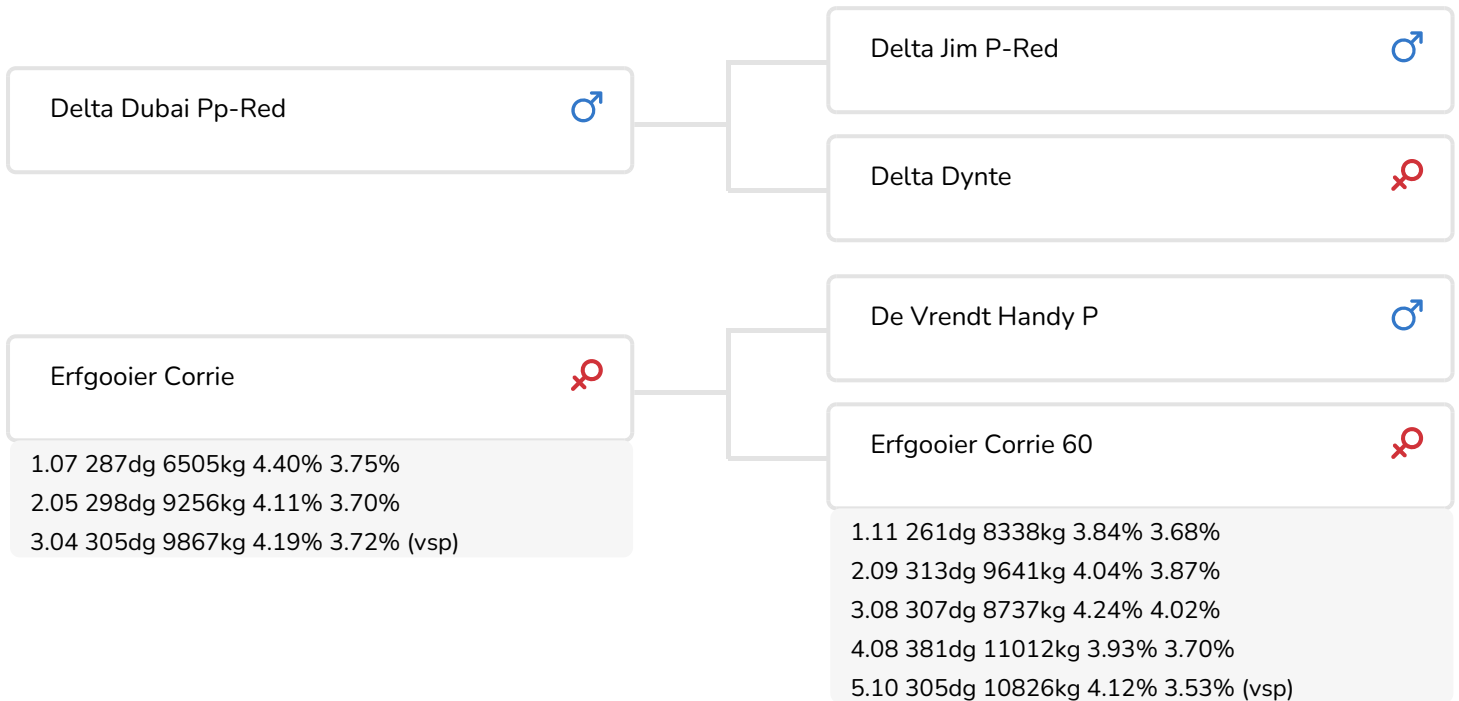 Delta Dubai Pp-Red
Delta Jim P-Red
Delta Dynte
Erfgooier Corrie
1.07 287dg 6505kg 4.40% 3.75%
2.05 298dg 9256kg 4.11% 3.70%
3.04 305dg 9867kg 4.19% 3.72% (vsp)
De Vrendt Handy P
Erfgooier Corrie 60
1.11 261dg 8338kg 3.84% 3.68%
2.09 313dg 9641kg 4.04% 3.87%
3.08 307dg 8737kg 4.24% 4.02%
4.08 381dg 11012kg 3.93% 3.70%
5.10 305dg 10826kg 4.12% 3.53% (vsp)